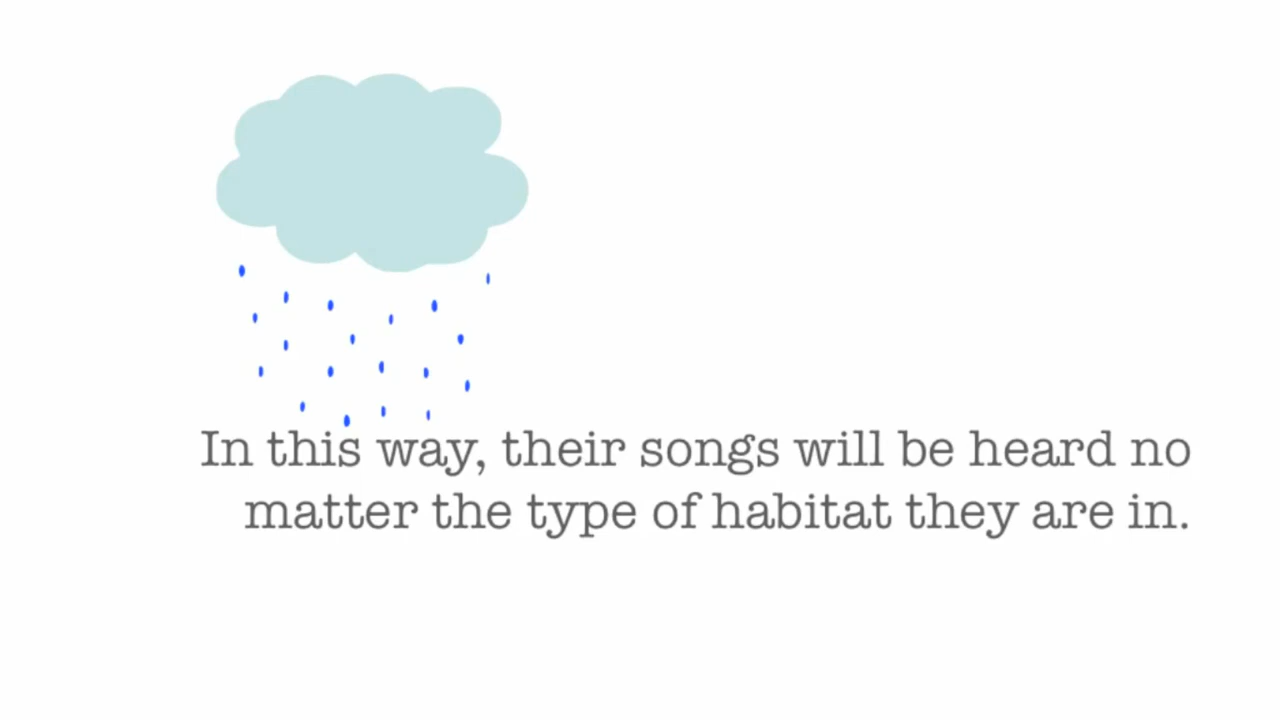 In this way, their songs will be heard no
matter the type of habitat they are in.